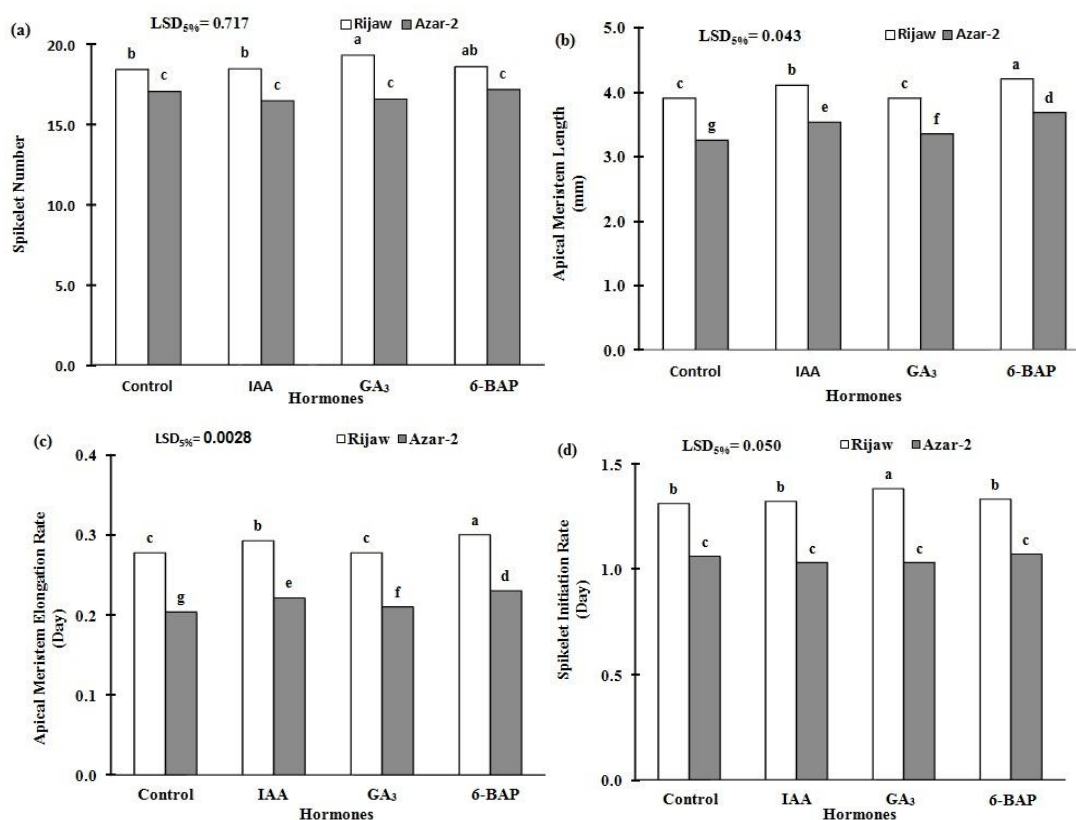 (a)
LSD5%= 0.717
Rijaw Azar-2
20.0
15.0
10.0
5.0
0.0
Spikelet Number
b c b c a c ab c
Control IAA GA3 6-BAP
Hormones
(b)
LSD5%= 0.043
Rijaw Azar-2
5.0
4.0
3.0
2.0
1.0
0.0
Apical Meristem Length
(mm)
c g b e c f a d
Control IAA GA3 6-BAP
Hormones
(c)
LSD5%= 0.0028
Rijaw Azar-2
0.4
0.3
0.2
0.1
0.0
Apical Meristem Elongation Rate
(Day)
c g b e c f a d
Control IAA GA3 6-BAP
Hormones
(d)
LSD5%= 0.050
Rijaw Azar-2
1.5
1.0
0.5
0.0
Spikelet Initiation Rate
(Day)
b c b c a c b c
Control IAA GA3 6-BAP
Hormones